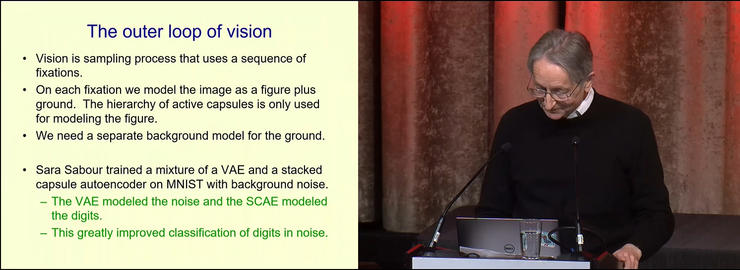 The outer loop of vision
• Vision is sampling process that uses a sequence of
fixations.
• On each fixation we model the image as a figure plus
ground. The hierarchy of active capsules is only used
for modeling the figure.
• We need a separate background model for the ground.
• Sara Sabour trained a mixture of a VAE and a stacked
capsule autoencoder on MNIST with background noise.
– The VAE modeled the noise and the SCAE modeled
the digits.
– This greatly improved classification of digits in noise.
DELL